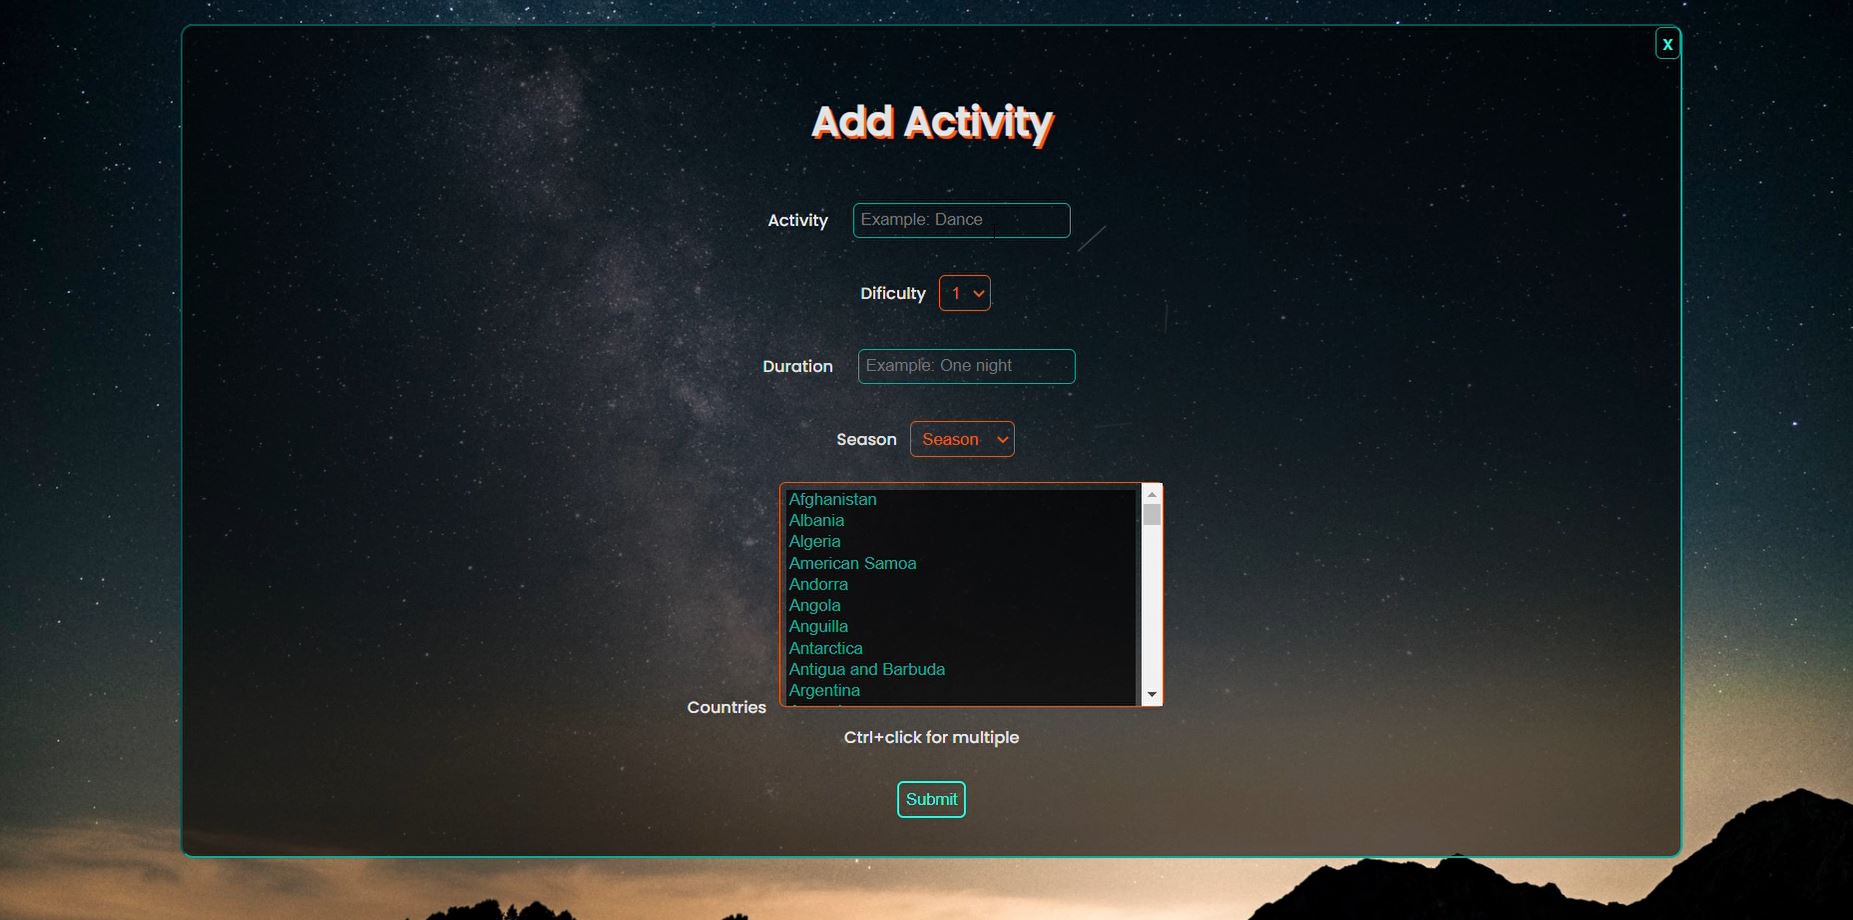 X
Add Activity
Activity Example: Dance
Dificulty 1
Duration Example: One night
Season Season
Afghanistan
Albania
Algeria
American Samoa
Andorra
Angola
Anguilla
Antarctica
Antigua and Barbuda
Argentina
Countries
Ctrl+click for multiple
Submit